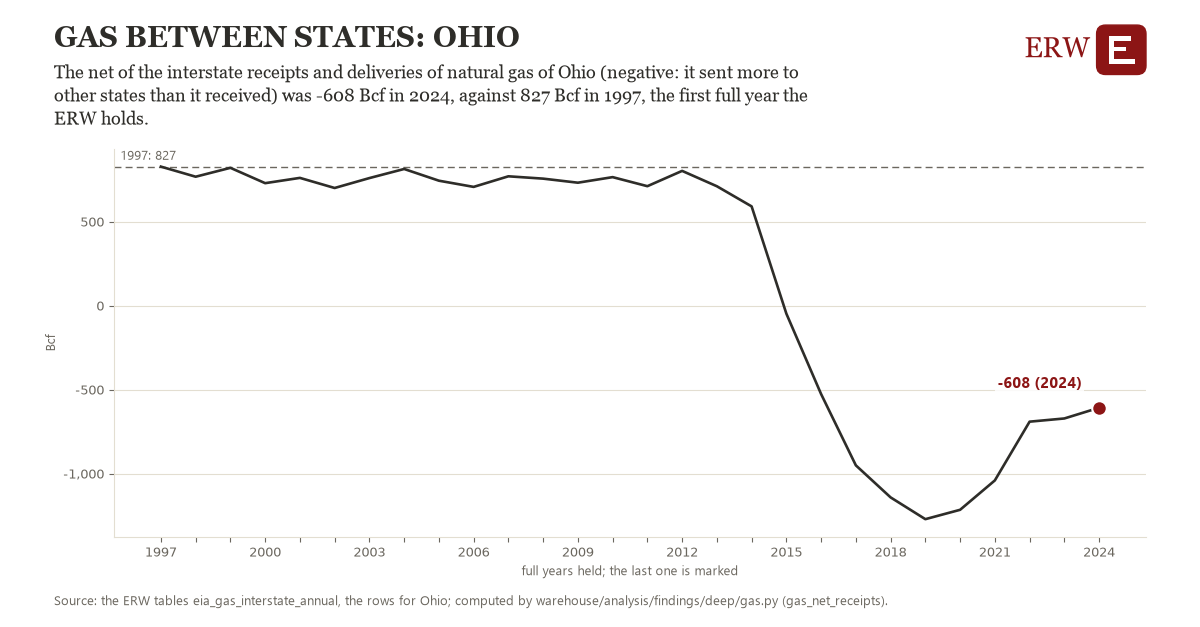 GAS BETWEEN STATES: OHIO
The net of the interstate receipts and deliveries of natural gas of Ohio (negative: it sent more to
other states than it received) was -608 Bcf in 2024, against 827 Bcf in 1997, the first full year the
ERW holds.
ERW E
1997: 827
500
0
-500
-1,000
Bcf
-608 (2024)
1997 2000 2003 2006 2009 2012 2015 2018 2021 2024
full years held; the last one is marked
Source: the ERW tables eia_gas_interstate_annual, the rows for Ohio; computed by warehouse/analysis/findings/deep/gas.py (gas_net_receipts).